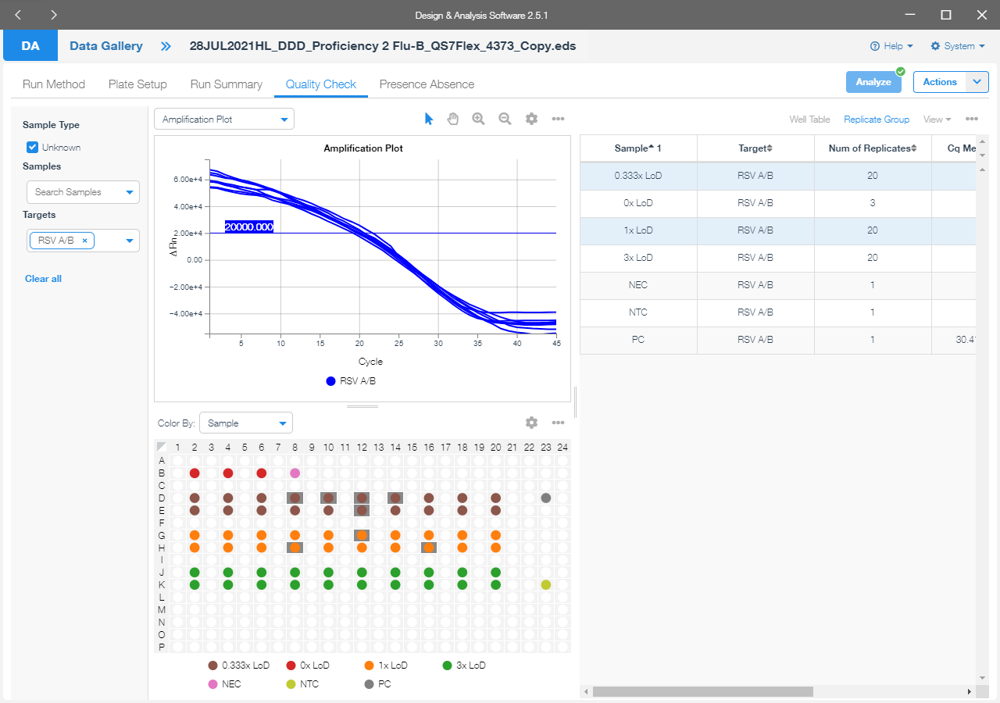 Design & Analysis Software 2.5.1
DA
Data Gallery
28JUL2021HL_DDD_Proficiency 2 Flu-B_QS7Flex_4373_Copy.eds
Help
System
Run Method
Plate Setup
Run Summary
Quality Check
Presence Absence
Analyze
Actions
Sample Type
Unknown
Samples
Search Samples
Targets
RSV A/B ×
Clear all
Amplification Plot
Amplification Plot
6.00e+4
4.00e+4
2.00e+4
0.00
−2.00e+4
−4.00e+4
Δ Rn
20000.000
5 10 15 20 25 30 35 40 45
Cycle
RSV A/B
Color By: Sample
1 2 3 4 5 6 7 8 9 10 11 12 13 14 15 16 17 18 19 20 21 22 23 24
A
B
C
D
E
F
G
H
I
J
K
L
M
N
O
P
0.333x LoD 0x LoD 1x LoD 3x LoD
NEC NTC PC
Well Table Replicate Group View
Sample 1 Target Num of Replicates Cq Me
0.333x LoD RSV A/B 20
0x LoD RSV A/B 3
1x LoD RSV A/B 20
3x LoD RSV A/B 20
NEC RSV A/B 1
NTC RSV A/B 1
PC RSV A/B 1 30.4